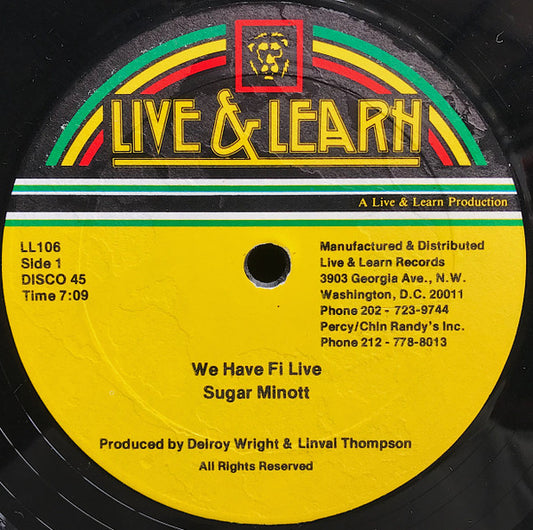 LIVE & LEARN
A Live & Learn Production
LL106
Side 1
DISCO 45
Time 7:09
Manufactured & Distributed
Live & Learn Records
3903 Georgia Ave., N.W.
Washington, D.C. 20011
Phone 202 - 723-9744
Percy/Chin Randy's Inc.
Phone 212 - 778-8013
We Have Fi Live
Sugar Minott
Produced by Delroy Wright & Linval Thompson
All Rights Reserved